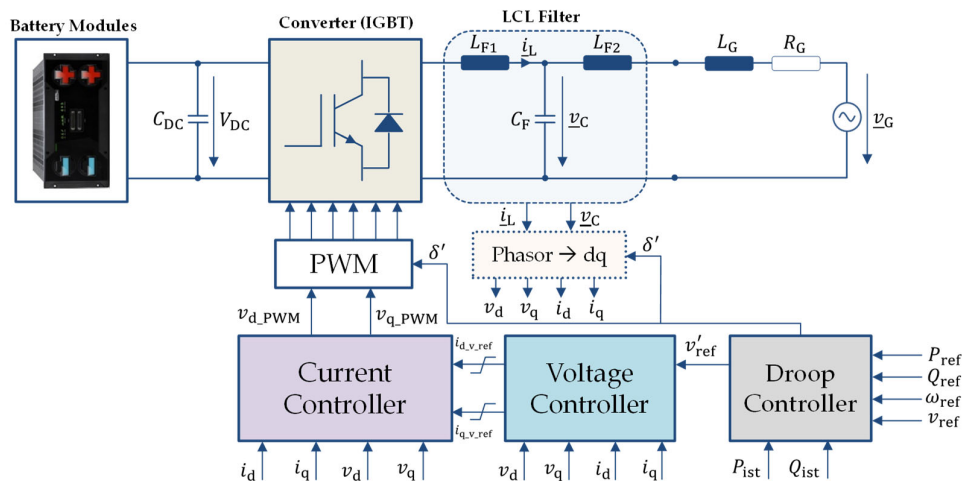 Battery Modules
Converter (IGBT)
LCL Filter
L_F1
i_L
L_F2
L_G
R_G
C_DC
V_DC
C_F
v_C
v_G
i_L
v_C
PWM
δ′
Phasor → dq
δ′
v_d
v_q
i_d
i_q
v_d_PWM
v_q_PWM
i_d_v_ref
i_q_v_ref
v′_ref
Current
Controller
Voltage
Controller
Droop
Controller
P_ref
Q_ref
ω_ref
v_ref
i_d
i_q
v_d
v_q
v_d
v_q
i_d
i_q
P_ist
Q_ist